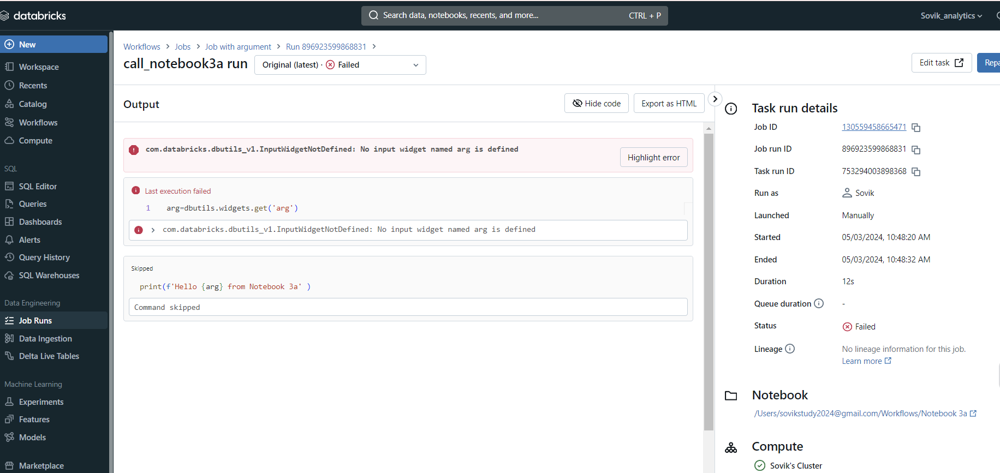 databricks
Search data, notebooks, recents, and more...
CTRL + P
Sovik_analytics
New
Workspace
Recents
Catalog
Workflows
Compute
SQL
SQL Editor
Queries
Dashboards
Alerts
Query History
SQL Warehouses
Data Engineering
Job Runs
Data Ingestion
Delta Live Tables
Machine Learning
Experiments
Features
Models
Marketplace
Workflows > Jobs > Job with argument > Run 896923599868831 >
call_notebook3a run
Original (latest) · Failed
Edit task
Repa
Output
Hide code
Export as HTML
com.databricks.dbutils_v1.InputWidgetNotDefined: No input widget named arg is defined
Highlight error
Last execution failed
1 arg=dbutils.widgets.get('arg')
com.databricks.dbutils_v1.InputWidgetNotDefined: No input widget named arg is defined
Skipped
print(f'Hello {arg} from Notebook 3a' )
Command skipped
Task run details
Job ID 130559458665471
Job run ID 896923599868831
Task run ID 753294003898368
Run as Sovik
Launched Manually
Started 05/03/2024, 10:48:20 AM
Ended 05/03/2024, 10:48:32 AM
Duration 12s
Queue duration -
Status Failed
Lineage No lineage information for this job.
Learn more
Notebook
/Users/sovikstudy2024@gmail.com/Workflows/Notebook 3a
Compute
Sovik's Cluster